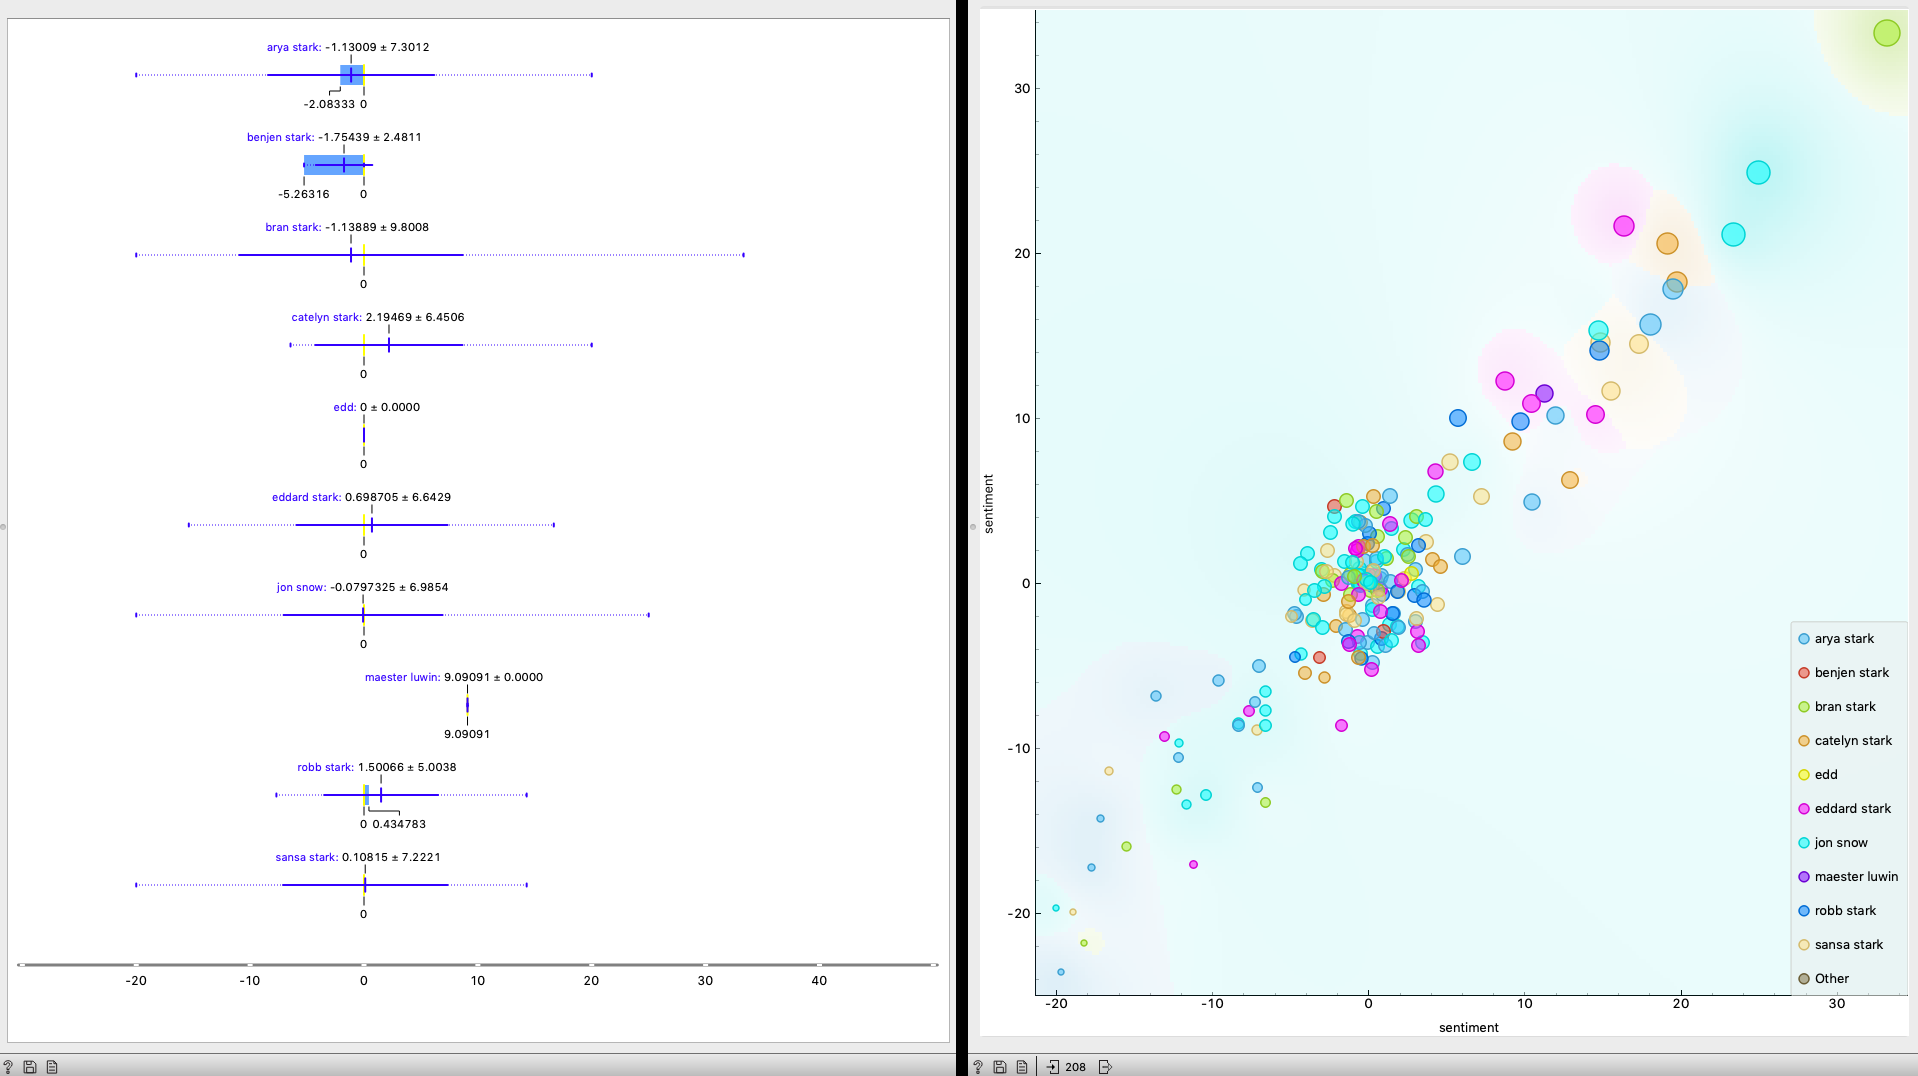 arya stark: -1.13009 ± 7.3012
-2.08333 0
benjen stark: -1.75439 ± 2.4811
-5.26316 0
bran stark: -1.13889 ± 9.8008
0
catelyn stark: 2.19469 ± 6.4506
0
edd: 0 ± 0.0000
0
eddard stark: 0.698705 ± 6.6429
0
jon snow: -0.0797325 ± 6.9854
0
maester luwin: 9.09091 ± 0.0000
9.09091
robb stark: 1.50066 ± 5.0038
0 0.434783
sansa stark: 0.10815 ± 7.2221
0
-20 -10 0 10 20 30 40
?
30
20
10
0
-10
-20
sentiment
-20 -10 0 10 20 30
sentiment
arya stark
benjen stark
bran stark
catelyn stark
edd
eddard stark
jon snow
maester luwin
robb stark
sansa stark
Other
? 208